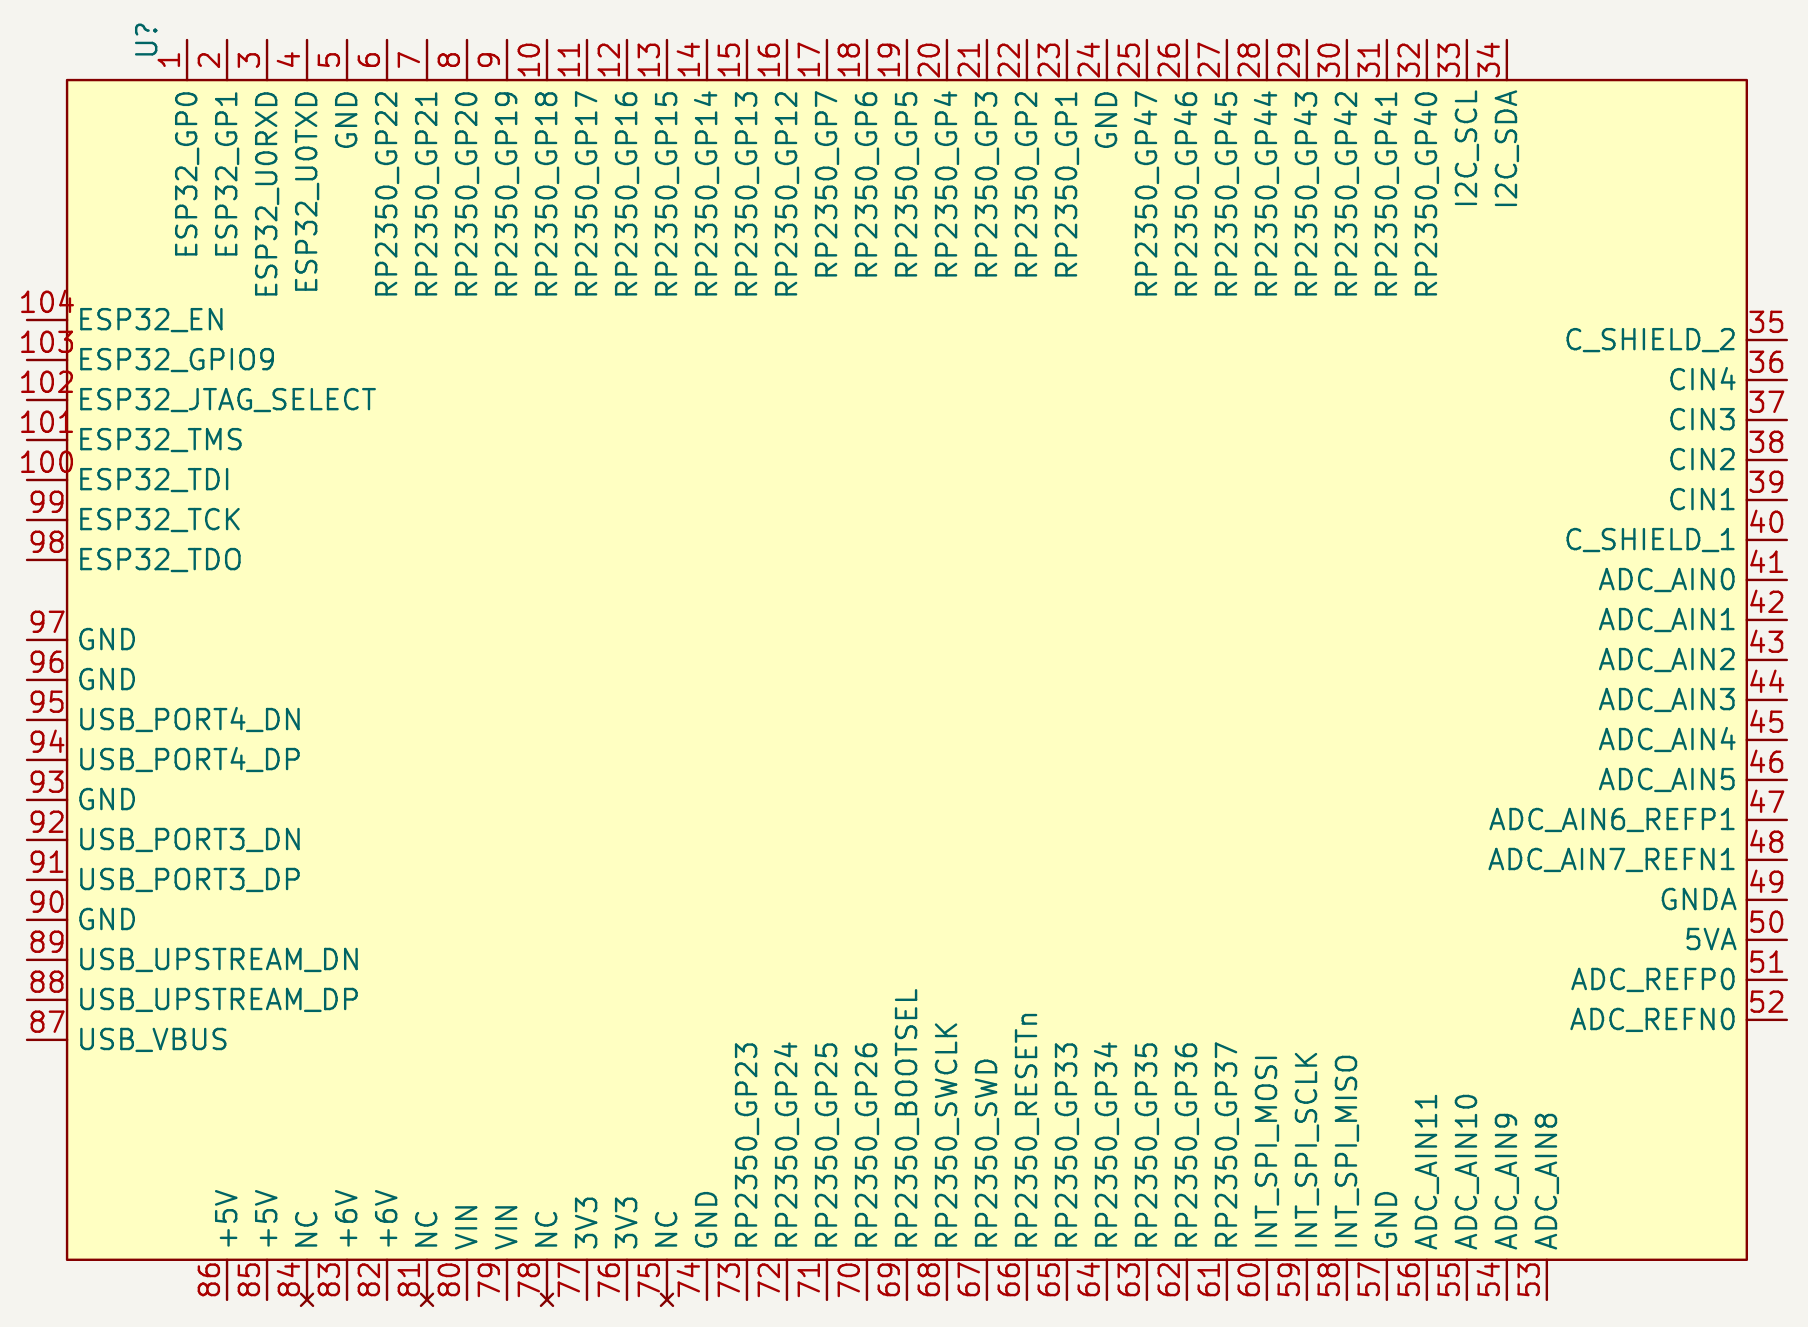 U?
1 ESP32_GP0
2 ESP32_GP1
3 ESP32_U0RXD
4 ESP32_U0TXD
5 GND
6 RP2350_GP22
7 RP2350_GP21
8 RP2350_GP20
9 RP2350_GP19
10 RP2350_GP18
11 RP2350_GP17
12 RP2350_GP16
13 RP2350_GP15
14 RP2350_GP14
15 RP2350_GP13
16 RP2350_GP12
17 RP2350_GP7
18 RP2350_GP6
19 RP2350_GP5
20 RP2350_GP4
21 RP2350_GP3
22 RP2350_GP2
23 RP2350_GP1
24 GND
25 RP2350_GP47
26 RP2350_GP46
27 RP2350_GP45
28 RP2350_GP44
29 RP2350_GP43
30 RP2350_GP42
31 RP2350_GP41
32 RP2350_GP40
33 I2C_SCL
34 I2C_SDA
104 ESP32_EN
103 ESP32_GPIO9
102 ESP32_JTAG_SELECT
101 ESP32_TMS
100 ESP32_TDI
99 ESP32_TCK
98 ESP32_TDO
97 GND
96 GND
95 USB_PORT4_DN
94 USB_PORT4_DP
93 GND
92 USB_PORT3_DN
91 USB_PORT3_DP
90 GND
89 USB_UPSTREAM_DN
88 USB_UPSTREAM_DP
87 USB_VBUS
C_SHIELD_2 35
CIN4 36
CIN3 37
CIN2 38
CIN1 39
C_SHIELD_1 40
ADC_AIN0 41
ADC_AIN1 42
ADC_AIN2 43
ADC_AIN3 44
ADC_AIN4 45
ADC_AIN5 46
ADC_AIN6_REFP1 47
ADC_AIN7_REFN1 48
GNDA 49
5VA 50
ADC_REFP0 51
ADC_REFN0 52
86 +5V
85 +5V
84 NC
83 +6V
82 +6V
81 NC
80 VIN
79 VIN
78 NC
77 3V3
76 3V3
75 NC
74 GND
73 RP2350_GP23
72 RP2350_GP24
71 RP2350_GP25
70 RP2350_GP26
69 RP2350_BOOTSEL
68 RP2350_SWCLK
67 RP2350_SWD
66 RP2350_RESETn
65 RP2350_GP33
64 RP2350_GP34
63 RP2350_GP35
62 RP2350_GP36
61 RP2350_GP37
60 INT_SPI_MOSI
59 INT_SPI_SCLK
58 INT_SPI_MISO
57 GND
56 ADC_AIN11
55 ADC_AIN10
54 ADC_AIN9
53 ADC_AIN8